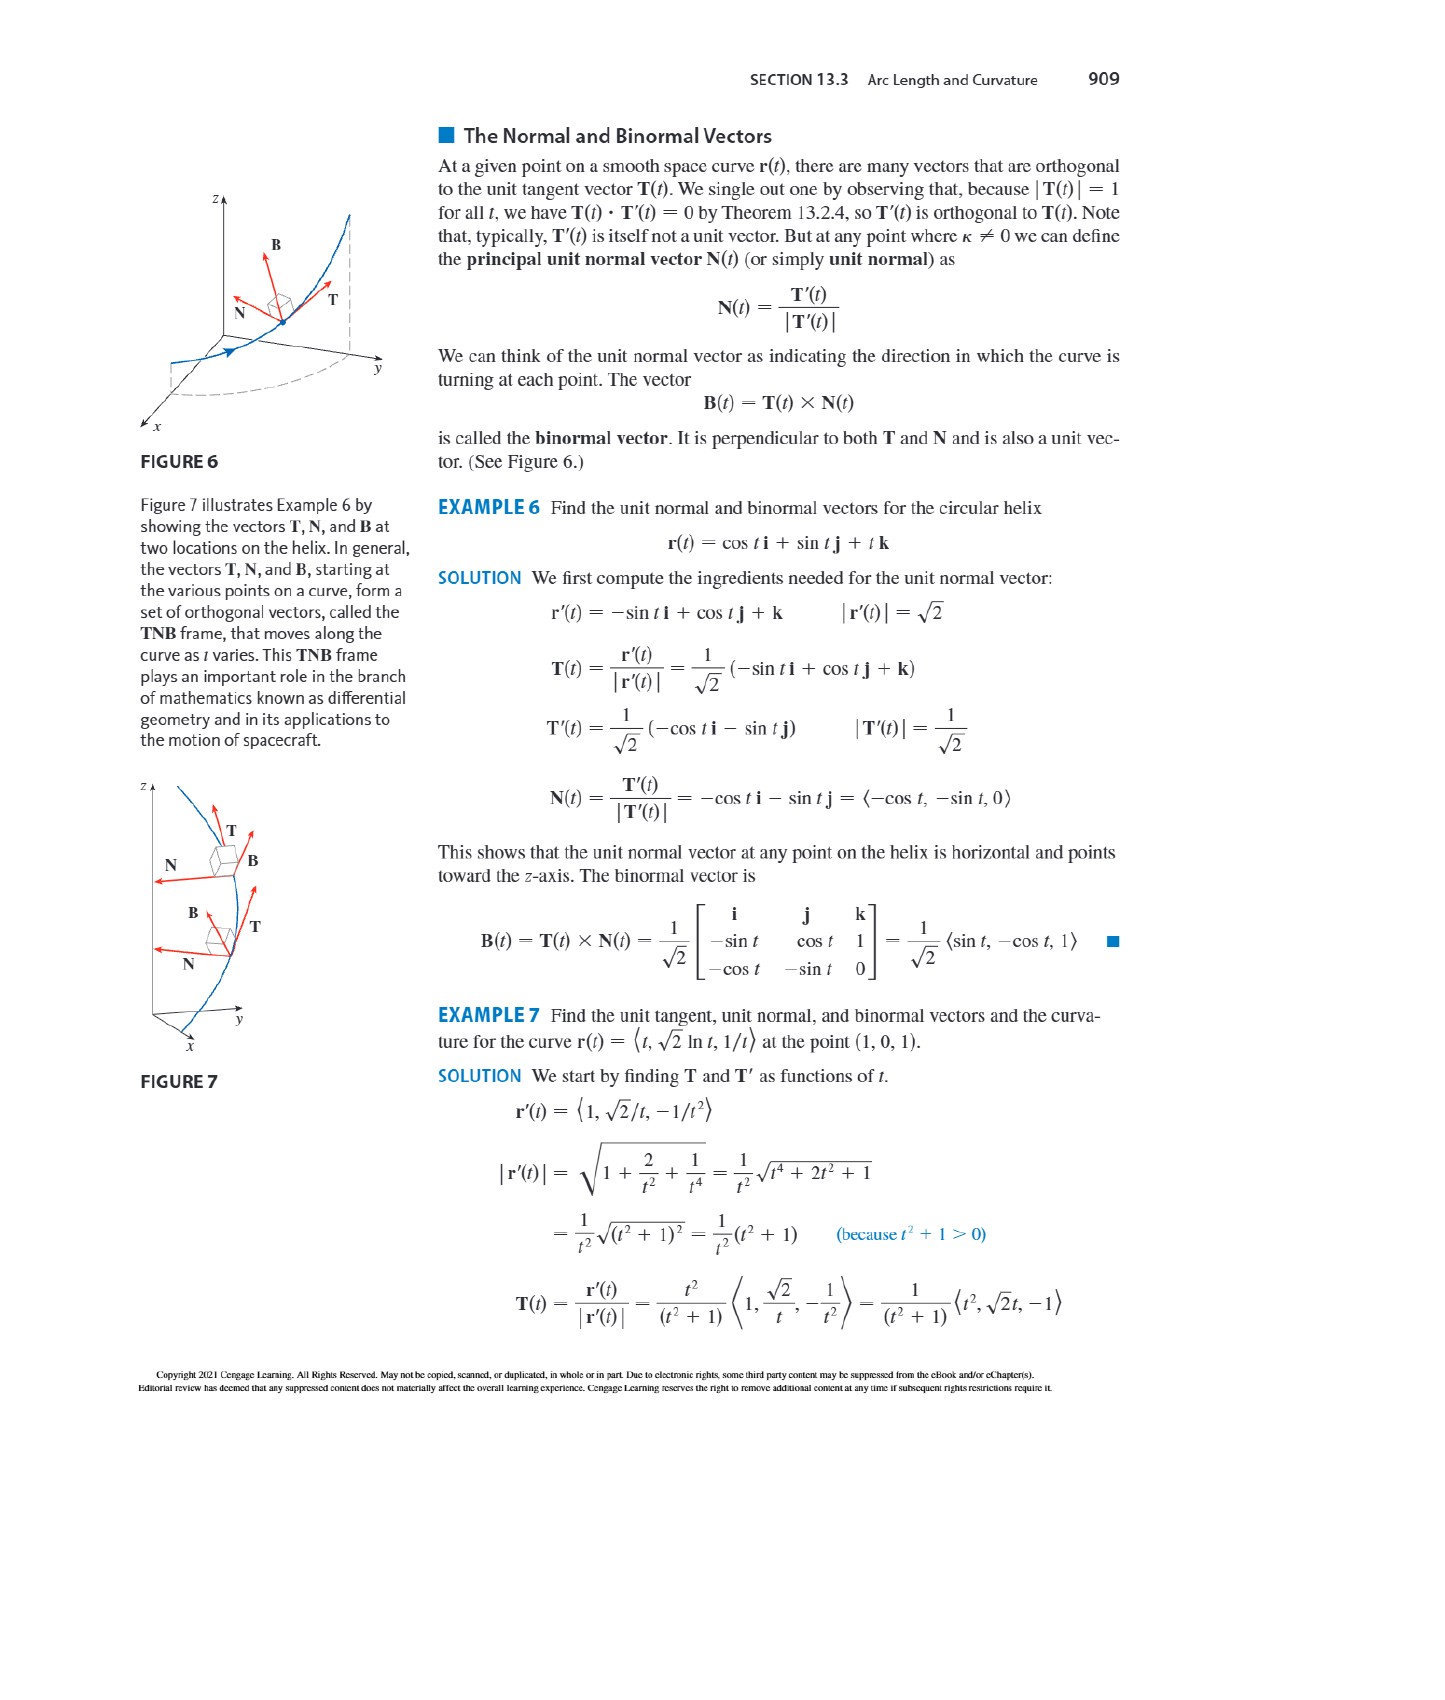 SECTION 13.3 Arc Length and Curvature 909
■ The Normal and Binormal Vectors
At a given point on a smooth space curve r(t), there are many vectors that are orthogonal
to the unit tangent vector T(t). We single out one by observing that, because |T(t)| = 1
for all t, we have T(t) · T′(t) = 0 by Theorem 13.2.4, so T′(t) is orthogonal to T(t). Note
that, typically, T′(t) is itself not a unit vector. But at any point where κ ≠ 0 we can define
the principal unit normal vector N(t) (or simply unit normal) as
N(t) = T′(t) / |T′(t)|
We can think of the unit normal vector as indicating the direction in which the curve is
turning at each point. The vector
B(t) = T(t) × N(t)
is called the binormal vector. It is perpendicular to both T and N and is also a unit vec-
tor. (See Figure 6.)
z
B
T
N
y
x
FIGURE 6
Figure 7 illustrates Example 6 by
showing the vectors T, N, and B at
two locations on the helix. In general,
the vectors T, N, and B, starting at
the various points on a curve, form a
set of orthogonal vectors, called the
TNB frame, that moves along the
curve as t varies. This TNB frame
plays an important role in the branch
of mathematics known as differential
geometry and in its applications to
the motion of spacecraft.
z
T
B
N
B
T
N
y
x
FIGURE 7
EXAMPLE 6 Find the unit normal and binormal vectors for the circular helix
r(t) = cos t i + sin t j + t k
SOLUTION We first compute the ingredients needed for the unit normal vector:
r′(t) = −sin t i + cos t j + k |r′(t)| = √2
T(t) = r′(t) / |r′(t)| = 1/√2 (−sin t i + cos t j + k)
T′(t) = 1/√2 (−cos t i − sin t j) |T′(t)| = 1/√2
N(t) = T′(t) / |T′(t)| = −cos t i − sin t j = ⟨−cos t, −sin t, 0⟩
This shows that the unit normal vector at any point on the helix is horizontal and points
toward the z-axis. The binormal vector is
B(t) = T(t) × N(t) = 1/√2 [i j k; −sin t cos t 1; −cos t −sin t 0] = 1/√2 ⟨sin t, −cos t, 1⟩ ■
EXAMPLE 7 Find the unit tangent, unit normal, and binormal vectors and the curva-
ture for the curve r(t) = ⟨t, √2 ln t, 1/t⟩ at the point (1, 0, 1).
SOLUTION We start by finding T and T′ as functions of t.
r′(t) = ⟨1, √2/t, −1/t²⟩
|r′(t)| = √(1 + 2/t² + 1/t⁴) = 1/t² √(t⁴ + 2t² + 1)
= 1/t² √((t² + 1)²) = 1/t² (t² + 1) (because t² + 1 > 0)
T(t) = r′(t) / |r′(t)| = t²/(t² + 1) ⟨1, √2/t, −1/t²⟩ = 1/(t² + 1) ⟨t², √2t, −1⟩
Copyright 2021 Cengage Learning. All Rights Reserved. May not be copied, scanned, or duplicated, in whole or in part. Due to electronic rights, some third party content may be suppressed from the eBook and/or eChapter(s).
Editorial review has deemed that any suppressed content does not materially affect the overall learning experience. Cengage Learning reserves the right to remove additional content at any time if subsequent rights restrictions require it.